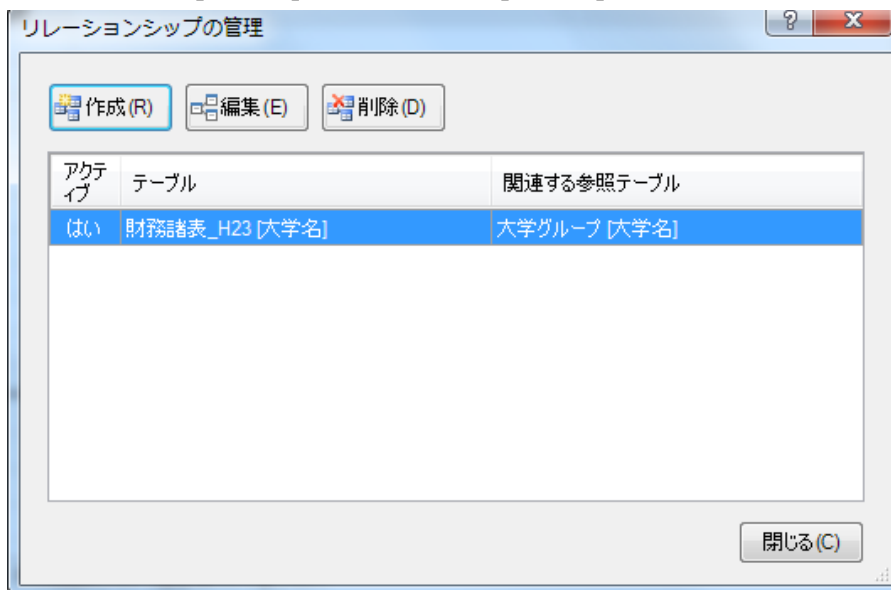 リレーションシップの管理
作成(R) 編集(E) 削除(D)
アクティブ テーブル 関連する参照テーブル
はい 財務諸表_H23 [大学名] 大学グループ [大学名]
閉じる(C)